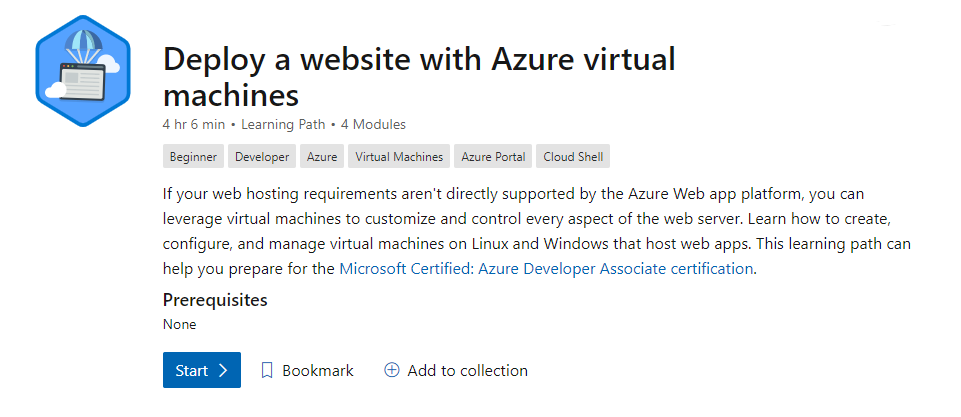 Deploy a website with Azure virtual
machines
4 hr 6 min • Learning Path • 4 Modules
Beginner Developer Azure Virtual Machines Azure Portal Cloud Shell
If your web hosting requirements aren't directly supported by the Azure Web app platform, you can
leverage virtual machines to customize and control every aspect of the web server. Learn how to create,
configure, and manage virtual machines on Linux and Windows that host web apps. This learning path can
help you prepare for the Microsoft Certified: Azure Developer Associate certification.
Prerequisites
None
Start Bookmark Add to collection